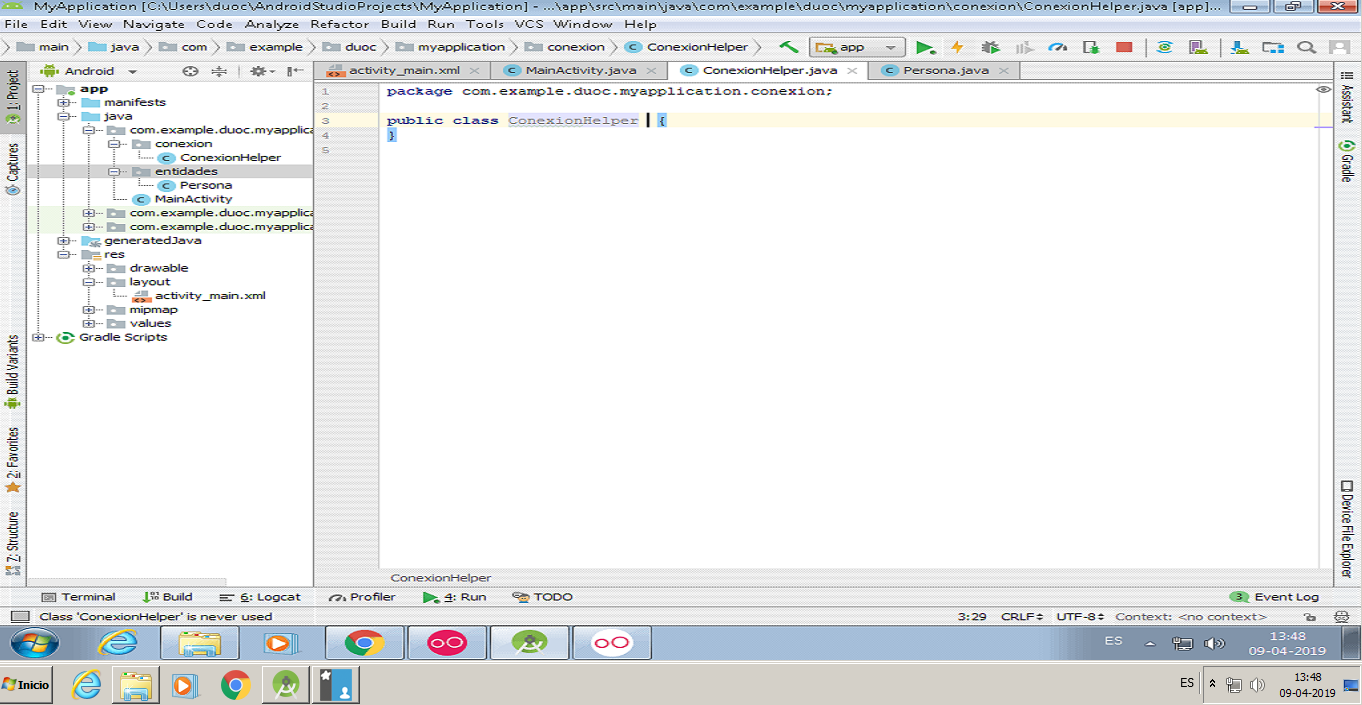 MyApplication [C:\Users\duoc\AndroidStudioProjects\MyApplication] - ...\app\src\main\java\com\example\duoc\myapplication\conexion\ConexionHelper.java [app]...
File Edit View Navigate Code Analyze Refactor Build Run Tools VCS Window Help
main java com example duoc myapplication conexion ConexionHelper app
Android activity_main.xml MainActivity.java ConexionHelper.java Persona.java
1: Project
Captures
Build Variants
2: Favorites
Z: Structure
app
manifests
java
com.example.duoc.myapplica
conexion
ConexionHelper
entidades
Persona
MainActivity
com.example.duoc.myapplica
com.example.duoc.myapplica
generatedJava
res
drawable
layout
activity_main.xml
mipmap
values
Gradle Scripts
1 package com.example.duoc.myapplication.conexion;
2
3 public class ConexionHelper {
4 }
5
ConexionHelper
Assistant
Gradle
Device File Explorer
Terminal Build 6: Logcat Profiler 4: Run TODO 3 Event Log
Class 'ConexionHelper' is never used 3:29 CRLF UTF-8 Context: <no context>
ES 13:48
09-04-2019
Inicio ES 13:48
09-04-2019